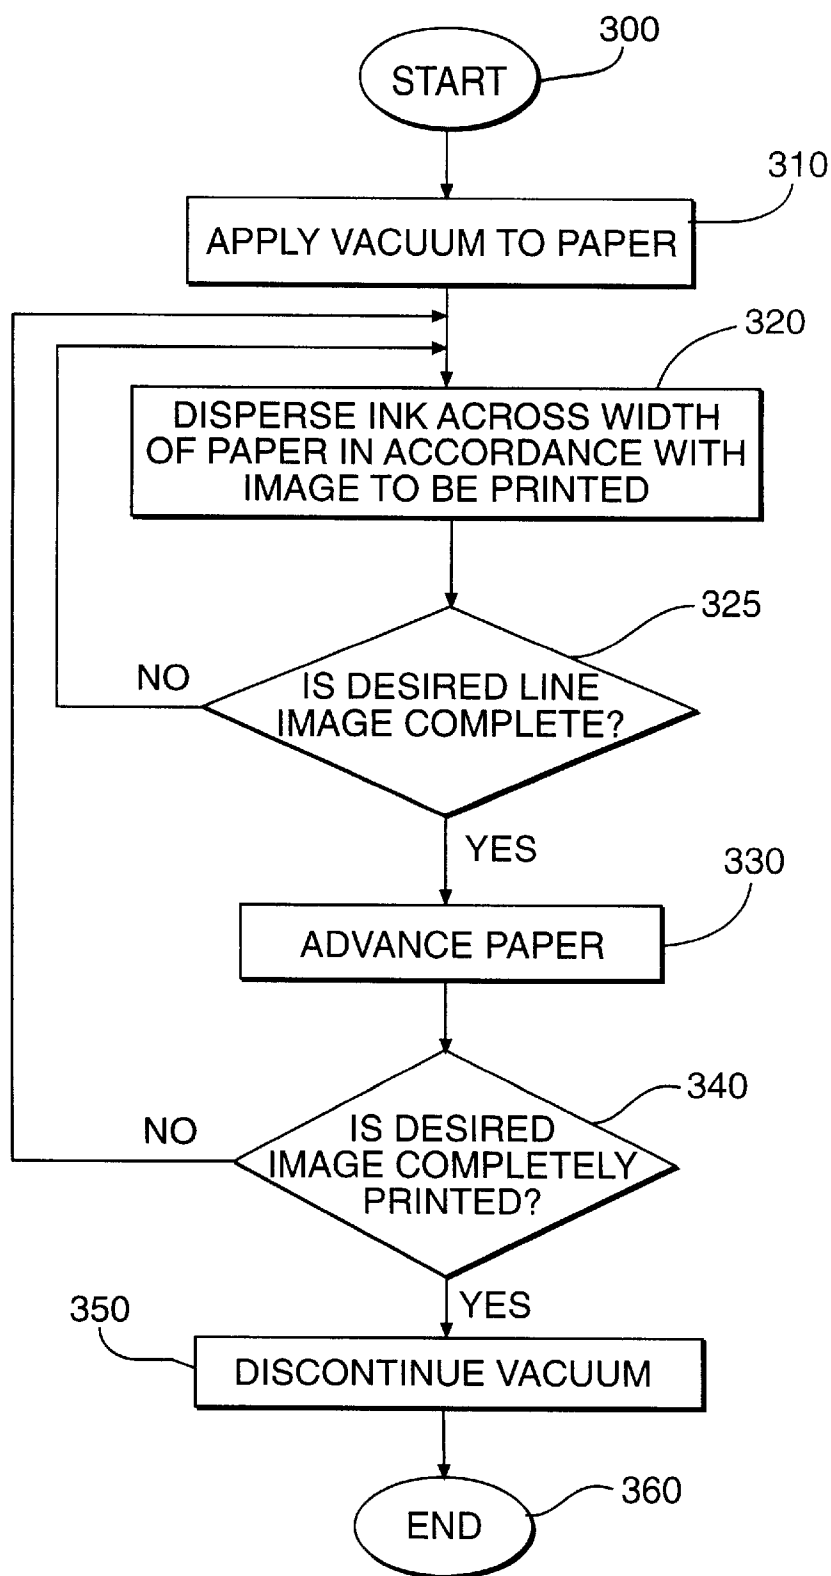 300
START
310
APPLY VACUUM TO PAPER
320
DISPERSE INK ACROSS WIDTH
OF PAPER IN ACCORDANCE WITH
IMAGE TO BE PRINTED
325
NO
IS DESIRED LINE
IMAGE COMPLETE?
YES
330
ADVANCE PAPER
340
NO
IS DESIRED
IMAGE COMPLETELY
PRINTED?
YES
350
DISCONTINUE VACUUM
360
END